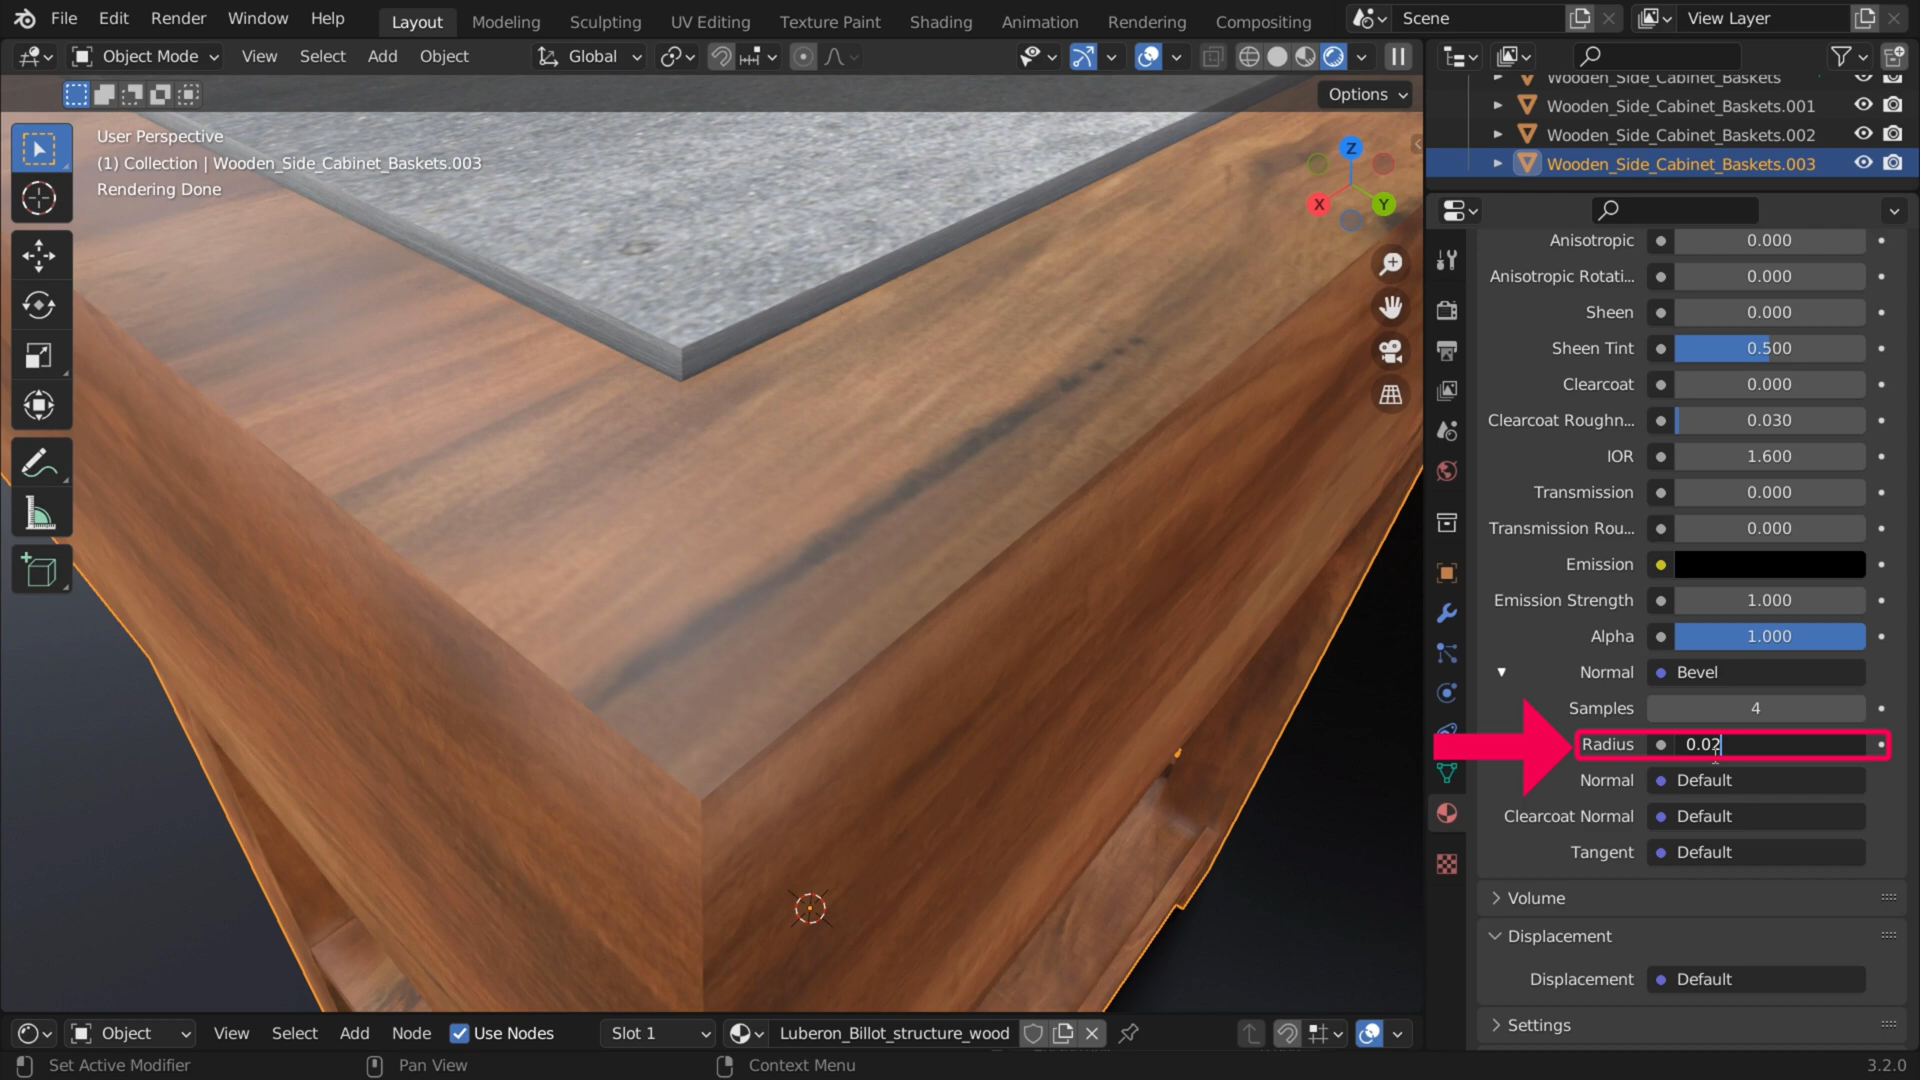 File Edit Render Window Help Layout Modeling Sculpting UV Editing Texture Paint Shading Animation Rendering Compositing Scene View Layer
Object Mode View Select Add Object Global
Options
User Perspective
(1) Collection | Wooden_Side_Cabinet_Baskets.003
Rendering Done
Z
X
Y
Wooden_Side_Cabinet_Baskets
Wooden_Side_Cabinet_Baskets.001
Wooden_Side_Cabinet_Baskets.002
Wooden_Side_Cabinet_Baskets.003
Anisotropic 0.000
Anisotropic Rotati... 0.000
Sheen 0.000
Sheen Tint 0.500
Clearcoat 0.000
Clearcoat Roughn... 0.030
IOR 1.600
Transmission 0.000
Transmission Rou... 0.000
Emission
Emission Strength 1.000
Alpha 1.000
Normal Bevel
Samples 4
Radius 0.02
Normal Default
Clearcoat Normal Default
Tangent Default
Volume
Displacement
Displacement Default
Settings
Object View Select Add Node Use Nodes Slot 1 Luberon_Billot_structure_wood
Set Active Modifier Pan View Context Menu 3.2.0